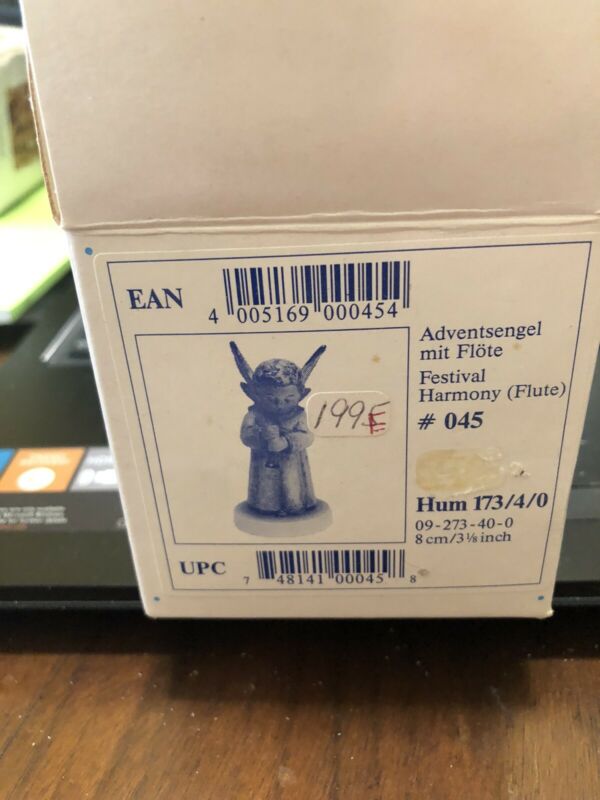 EAN
4 005169 000454
Adventsengel
mit Flöte
Festival
Harmony (Flute)
# 045
199
Hum 173/4/0
09-273-40-0
8 cm/3⅛ inch
UPC
7 48141 00045 8